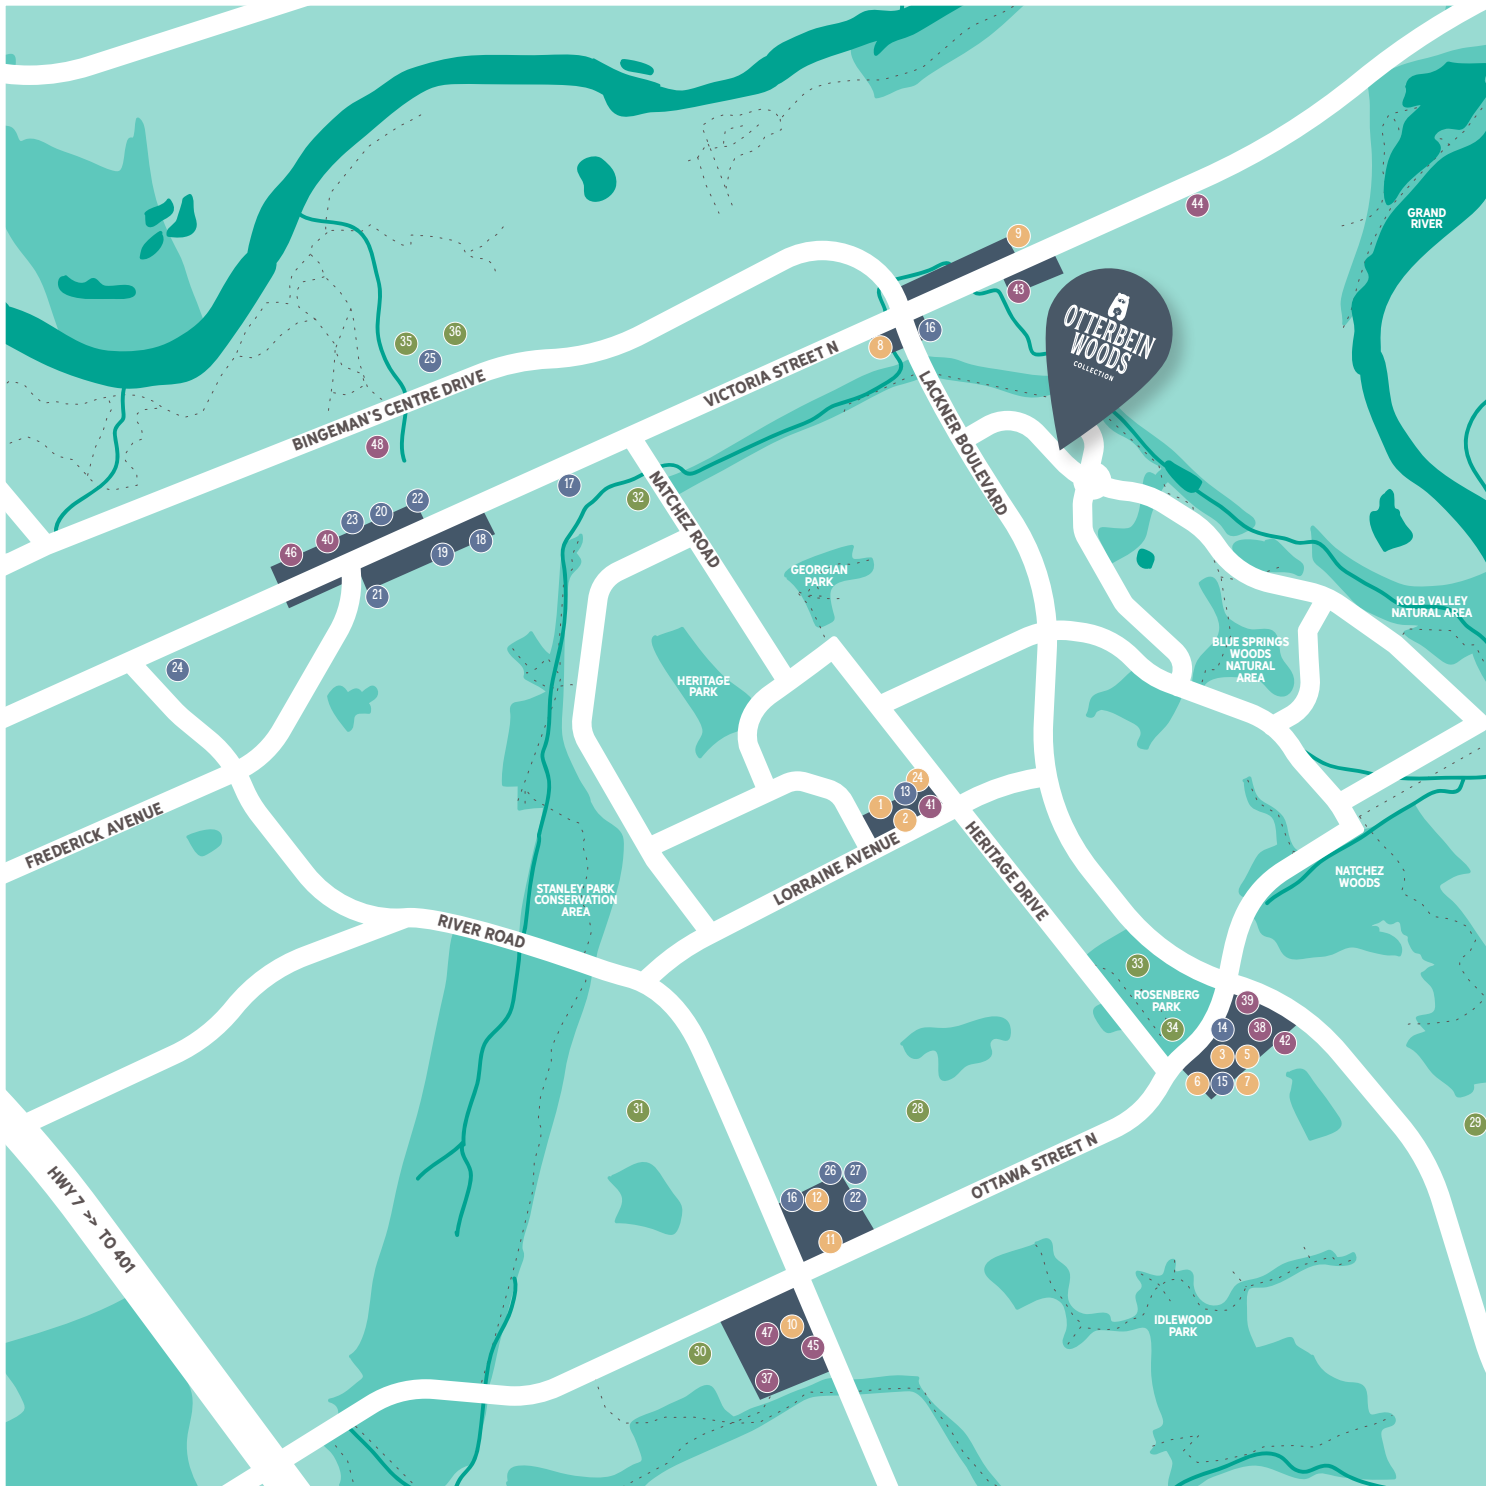 44
GRAND
RIVER
9
43
OTTERBEIN
WOODS
COLLECTION
16
8
36
35
25
BINGEMAN'S CENTRE DRIVE
VICTORIA STREET N
LACKNER BOULEVARD
48
17
32
NATCHEZ ROAD
22
20
23
40
46
18
19
21
GEORGIAN
PARK
KOLB VALLEY
NATURAL AREA
BLUE SPRINGS
WOODS
NATURAL
AREA
24
HERITAGE
PARK
24
13
1
41
2
FREDERICK AVENUE
LORRAINE AVENUE
HERITAGE DRIVE
NATCHEZ
WOODS
STANLEY PARK
CONSERVATION
AREA
RIVER ROAD
33
ROSENBERG
PARK
34
39
14
38
42
3
5
6
15
7
31
28
29
HWY 7 >> TO 401
OTTAWA STREET N
26
27
16
12
22
11
47
10
45
30
37
IDLEWOOD
PARK